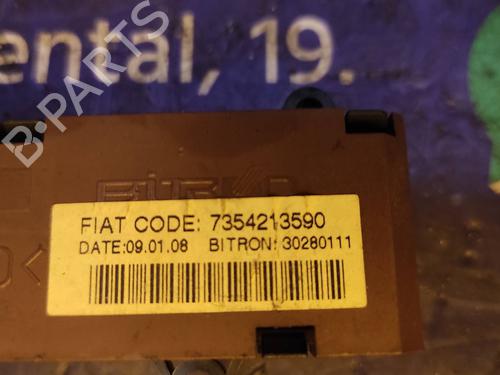 ental, 19.
B-PARTS
FIAT CODE: 7354213590
DATE:09.01.08 BITRON: 30280111